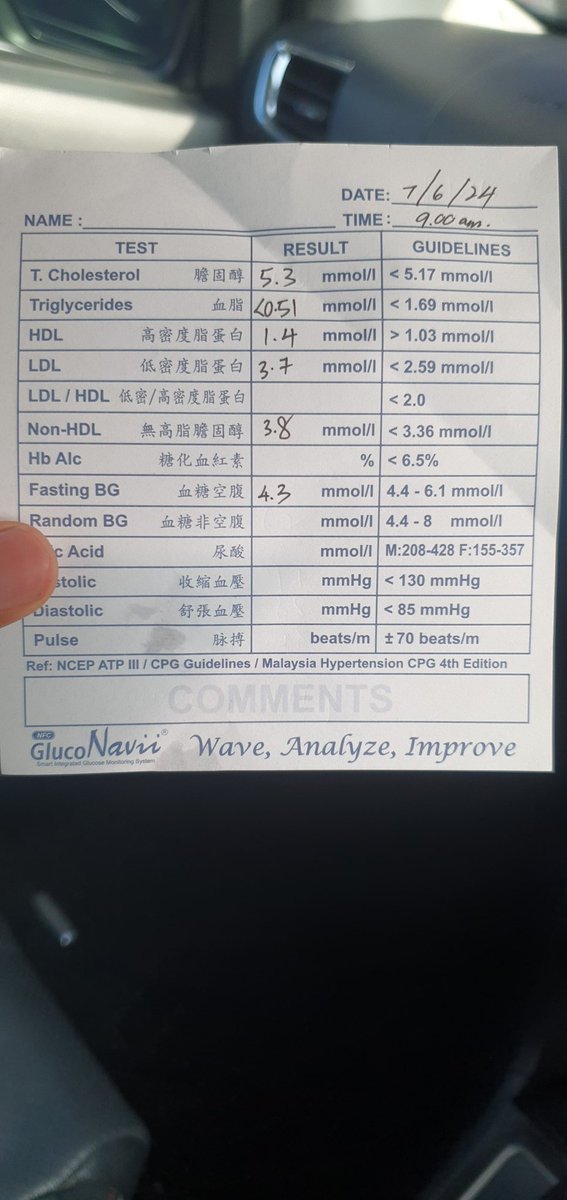 DATE: 7/6/24
NAME : TIME : 9.00 am.
TEST RESULT GUIDELINES
T. Cholesterol 膽固醇 5.3 mmol/l < 5.17 mmol/l
Triglycerides 血脂 <0.51 mmol/l < 1.69 mmol/l
HDL 高密度脂蛋白 1.4 mmol/l > 1.03 mmol/l
LDL 低密度脂蛋白 3.7 mmol/l < 2.59 mmol/l
LDL / HDL 低密/高密度脂蛋白 < 2.0
Non-HDL 無高脂膽固醇 3.8 mmol/l < 3.36 mmol/l
Hb Alc 糖化血紅素 % < 6.5%
Fasting BG 血糖空腹 4.3 mmol/l 4.4 - 6.1 mmol/l
Random BG 血糖非空腹 mmol/l 4.4 - 8 mmol/l
c Acid 尿酸 mmol/l M:208-428 F:155-357
stolic 收縮血壓 mmHg < 130 mmHg
Diastolic 舒張血壓 mmHg < 85 mmHg
Pulse 脉搏 beats/m ± 70 beats/m
Ref: NCEP ATP III / CPG Guidelines / Malaysia Hypertension CPG 4th Edition
COMMENTS
NFC
GlucoNavii® Wave, Analyze, Improve
Smart Integrated Glucose Monitoring System